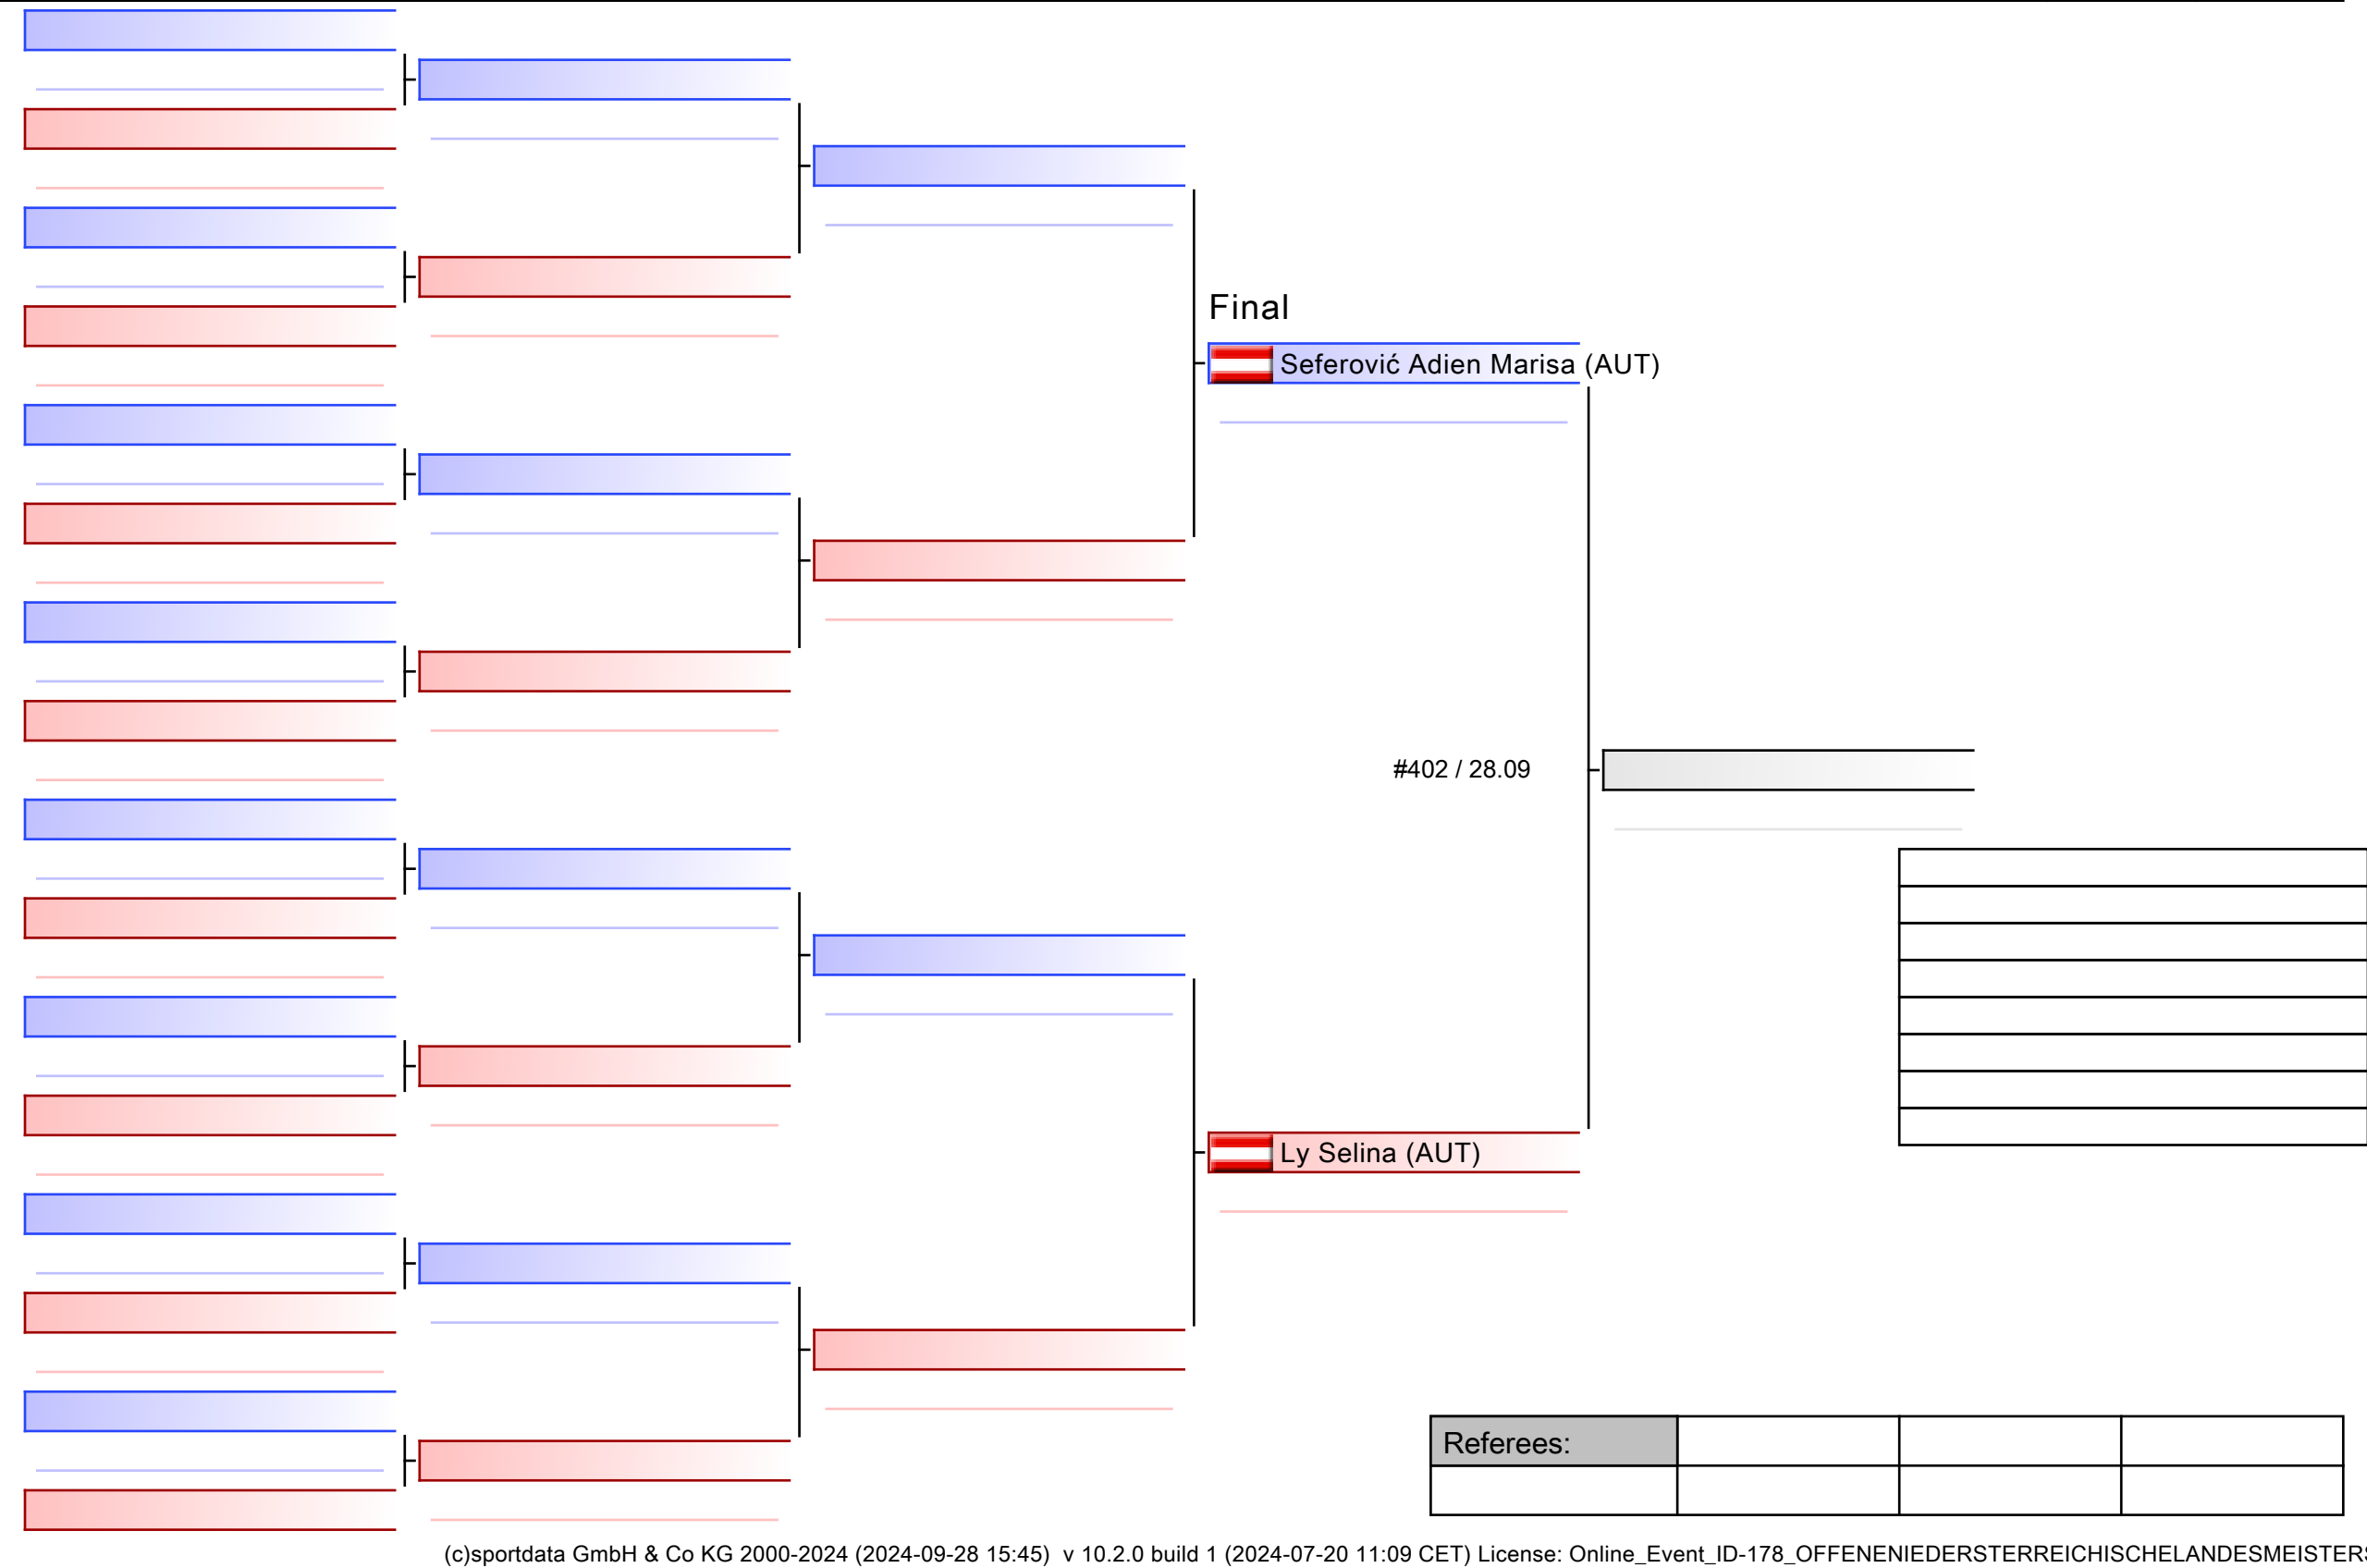 Final
Seferović Adien Marisa (AUT)
#402 / 28.09
Ly Selina (AUT)
Referees:
(c)sportdata GmbH & Co KG 2000-2024 (2024-09-28 15:45) v 10.2.0 build 1 (2024-07-20 11:09 CET) License: Online_Event_ID-178_OFFENENIEDERSTERREICHISCHELANDESMEISTERS